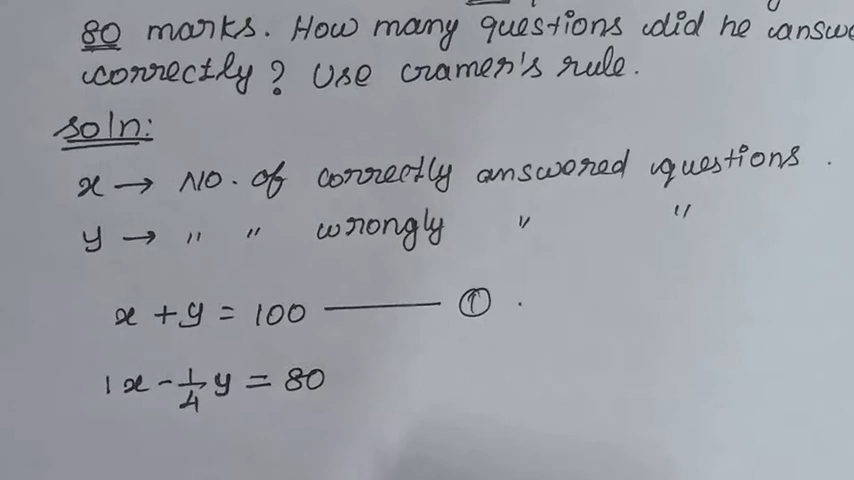 80 marks. How many questions did he answe
correctly? Use cramer's rule.
Soln:
x → No. of correctly answered questions.
y → " " wrongly " "
x + y = 100 ——— ①.
1x - 1/4 y = 80